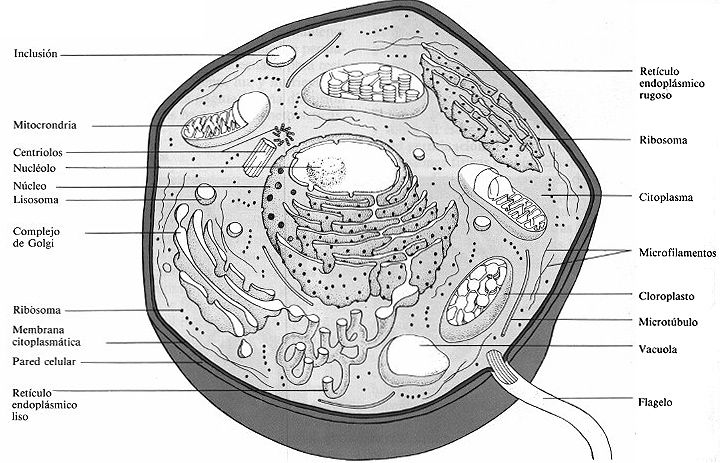 Inclusión
Mitocrondria
Centriolos
Nucléolo
Núcleo
Lisosoma
Complejo
de Golgi
Ribòsoma
Membrana
citoplasmática
Pared celular
Retículo
endoplásmico
liso
Retículo
endoplásmico
rugoso
Ribosoma
Citoplasma
Microfilamentos
Cloroplasto
Microtúbulo
Vacuola
Flagelo